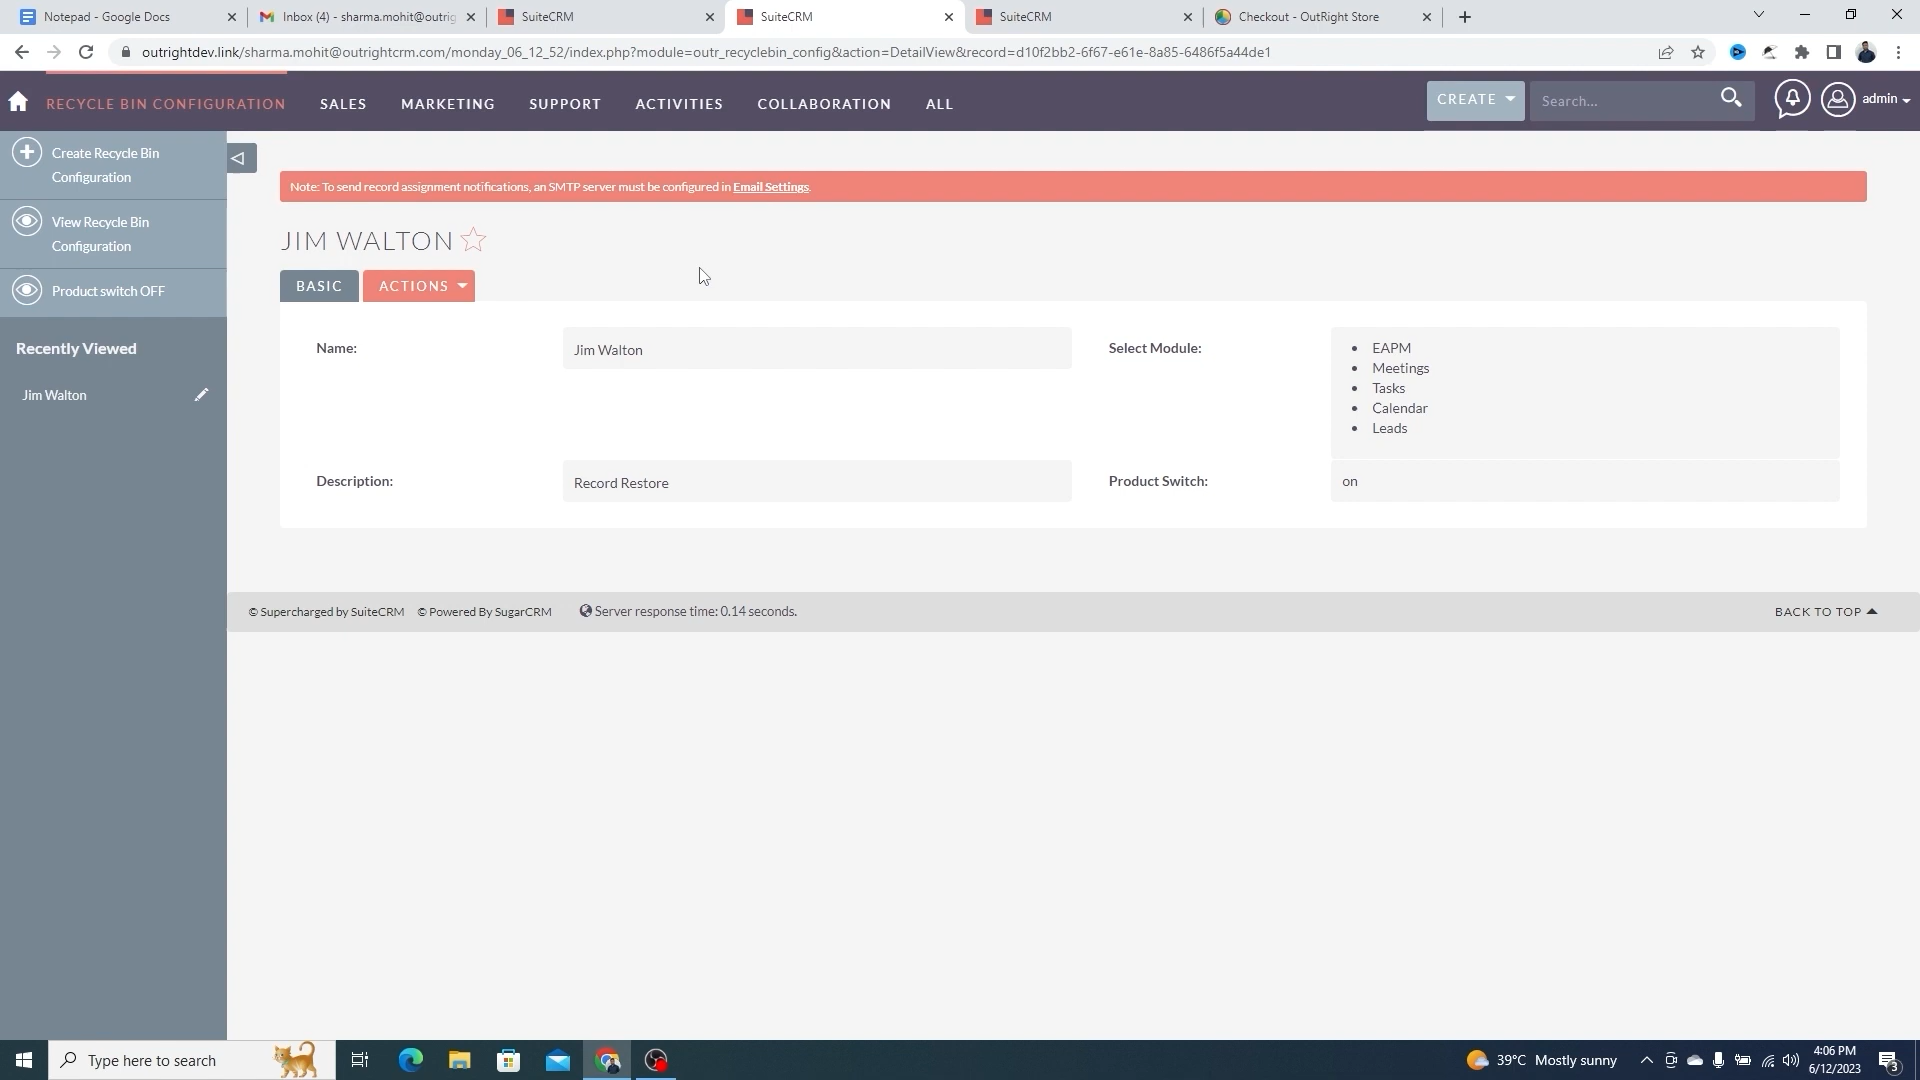 Notepad - Google Docs
Inbox (4) - sharma.mohit@outrig
SuiteCRM
SuiteCRM
SuiteCRM
Checkout - OutRight Store
outrightdev.link/sharma.mohit@outrightcrm.com/monday_06_12_52/index.php?module=outr_recyclebin_config&action=DetailView&record=d10f2bb2-6f67-e61e-8a85-6486f5a44de1
RECYCLE BIN CONFIGURATION SALES MARKETING SUPPORT ACTIVITIES COLLABORATION ALL
CREATE
Search...
admin
Create Recycle Bin
Configuration
View Recycle Bin
Configuration
Product switch OFF
Recently Viewed
Jim Walton
Note: To send record assignment notifications, an SMTP server must be configured in Email Settings.
JIM WALTON
BASIC
ACTIONS
Name:
Jim Walton
Select Module:
EAPM
Meetings
Tasks
Calendar
Leads
Description:
Record Restore
Product Switch:
on
© Supercharged by SuiteCRM © Powered By SugarCRM Server response time: 0.14 seconds.
BACK TO TOP
Type here to search
39°C Mostly sunny
4:06 PM
6/12/2023
3